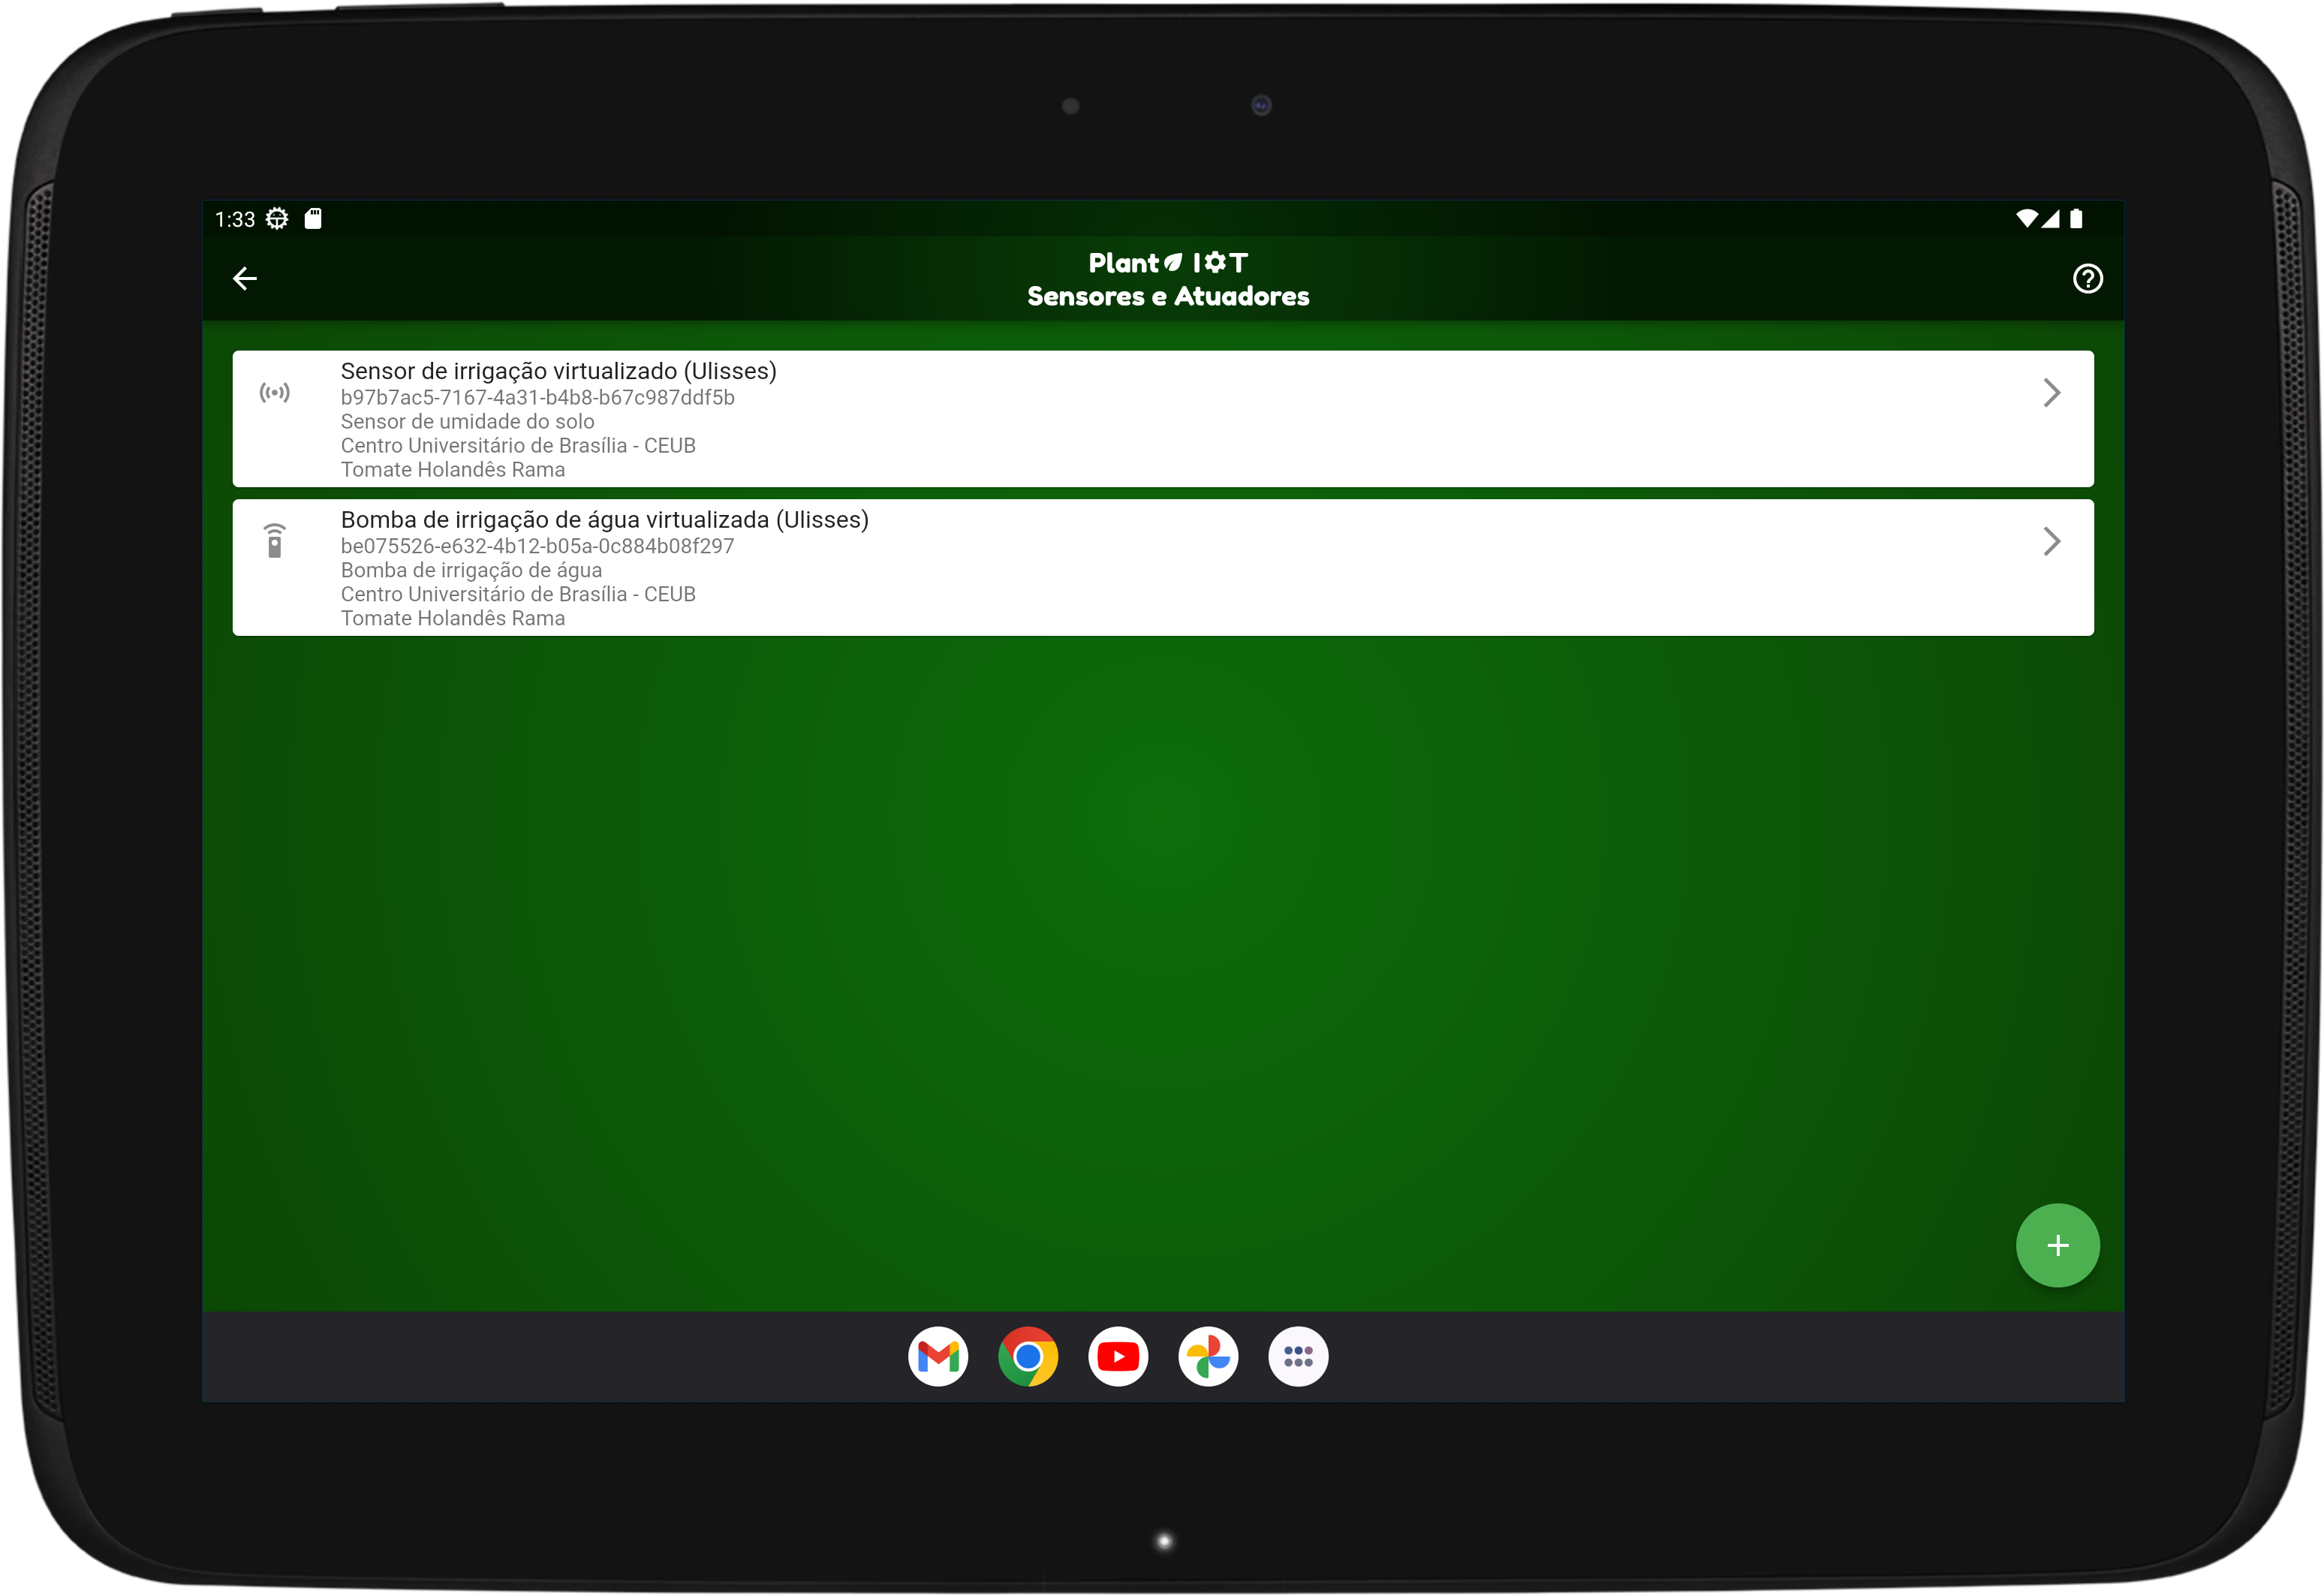 1:33
Plant IoT
Sensores e Atuadores
Sensor de irrigação virtualizado (Ulisses)
b97b7ac5-7167-4a31-b4b8-b67c987ddf5b
Sensor de umidade do solo
Centro Universitário de Brasília - CEUB
Tomate Holandês Rama
Bomba de irrigação de água virtualizada (Ulisses)
be075526-e632-4b12-b05a-0c884b08f297
Bomba de irrigação de água
Centro Universitário de Brasília - CEUB
Tomate Holandês Rama